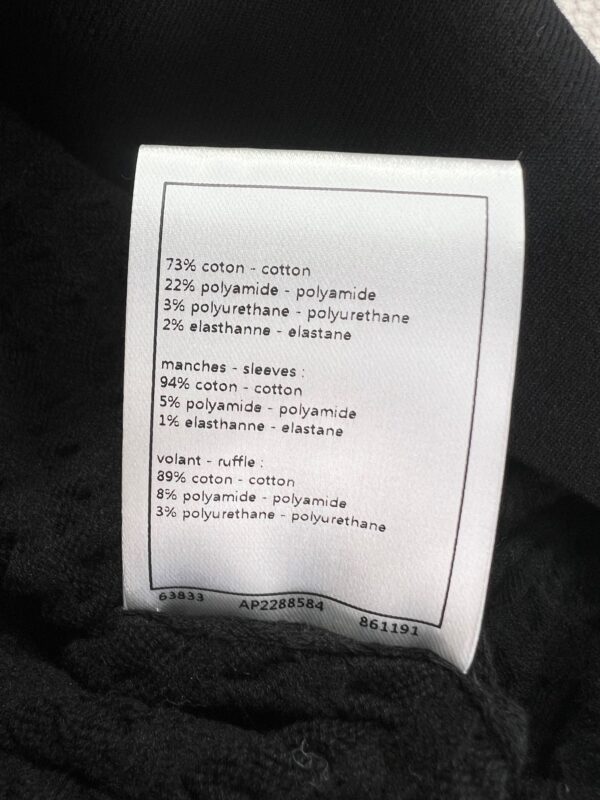 73% coton - cotton
22% polyamide - polyamide
3% polyurethane - polyurethane
2% elasthanne - elastane
manches - sleeves :
94% coton - cotton
5% polyamide - polyamide
1% elasthanne - elastane
volant - ruffle :
89% coton - cotton
8% polyamide - polyamide
3% polyurethane - polyurethane
63833 AP2288584 861191